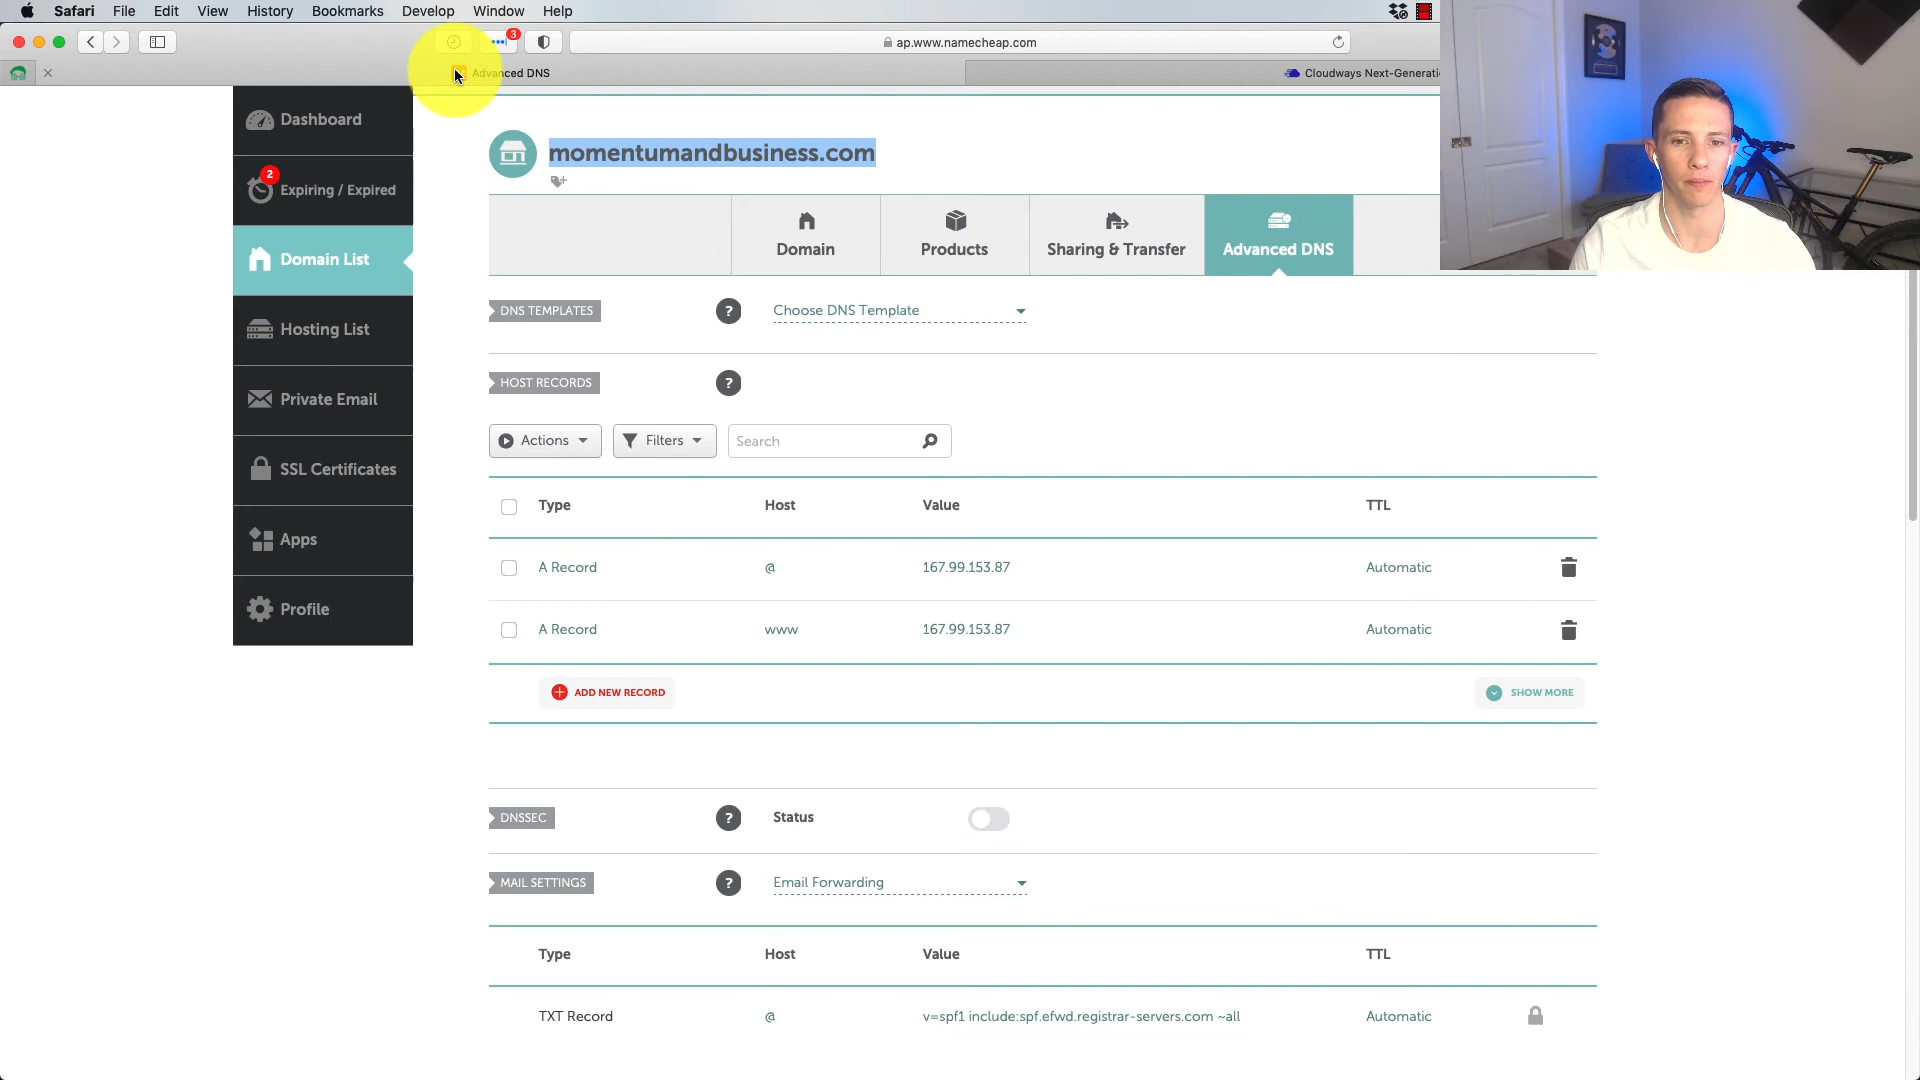 Safari File Edit View History Bookmarks Develop Window Help
3
ap.www.namecheap.com
Advanced DNS
Cloudways Next-Generati
Dashboard
2
Expiring / Expired
Domain List
Hosting List
Private Email
SSL Certificates
Apps
Profile
momentumandbusiness.com
Domain
Products
Sharing & Transfer
Advanced DNS
DNS TEMPLATES ? Choose DNS Template
HOST RECORDS ?
Actions Filters Search
Type Host Value TTL
A Record @ 167.99.153.87 Automatic
A Record www 167.99.153.87 Automatic
ADD NEW RECORD SHOW MORE
DNSSEC ? Status
MAIL SETTINGS ? Email Forwarding
Type Host Value TTL
TXT Record @ v=spf1 include:spf.efwd.registrar-servers.com ~all Automatic